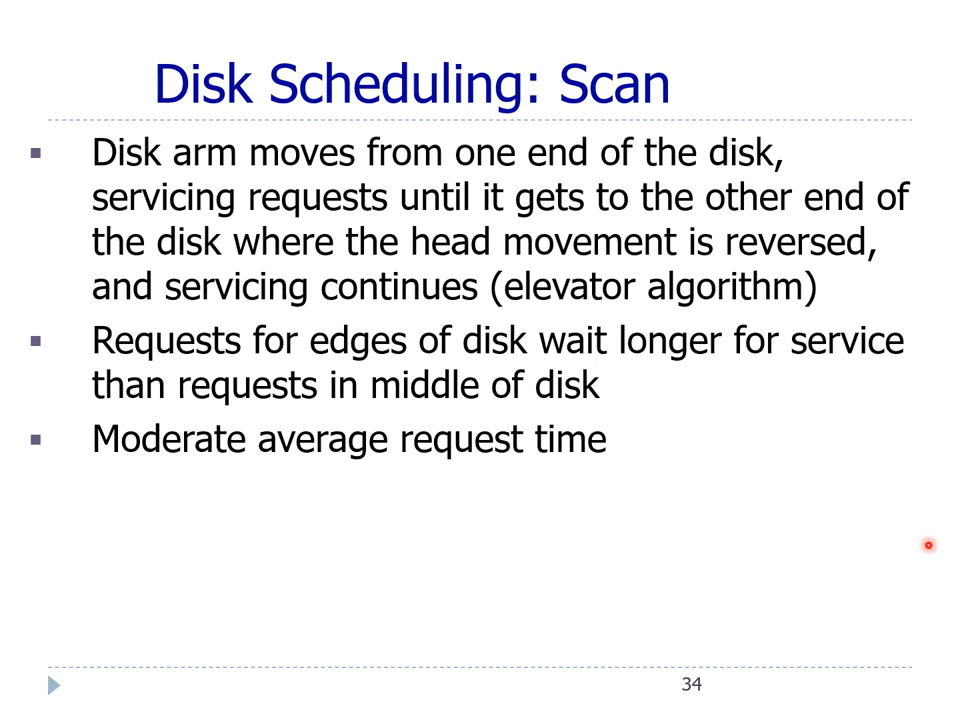 Disk Scheduling: Scan
Disk arm moves from one end of the disk,
servicing requests until it gets to the other end of
the disk where the head movement is reversed,
and servicing continues (elevator algorithm)
Requests for edges of disk wait longer for service
than requests in middle of disk
Moderate average request time
34